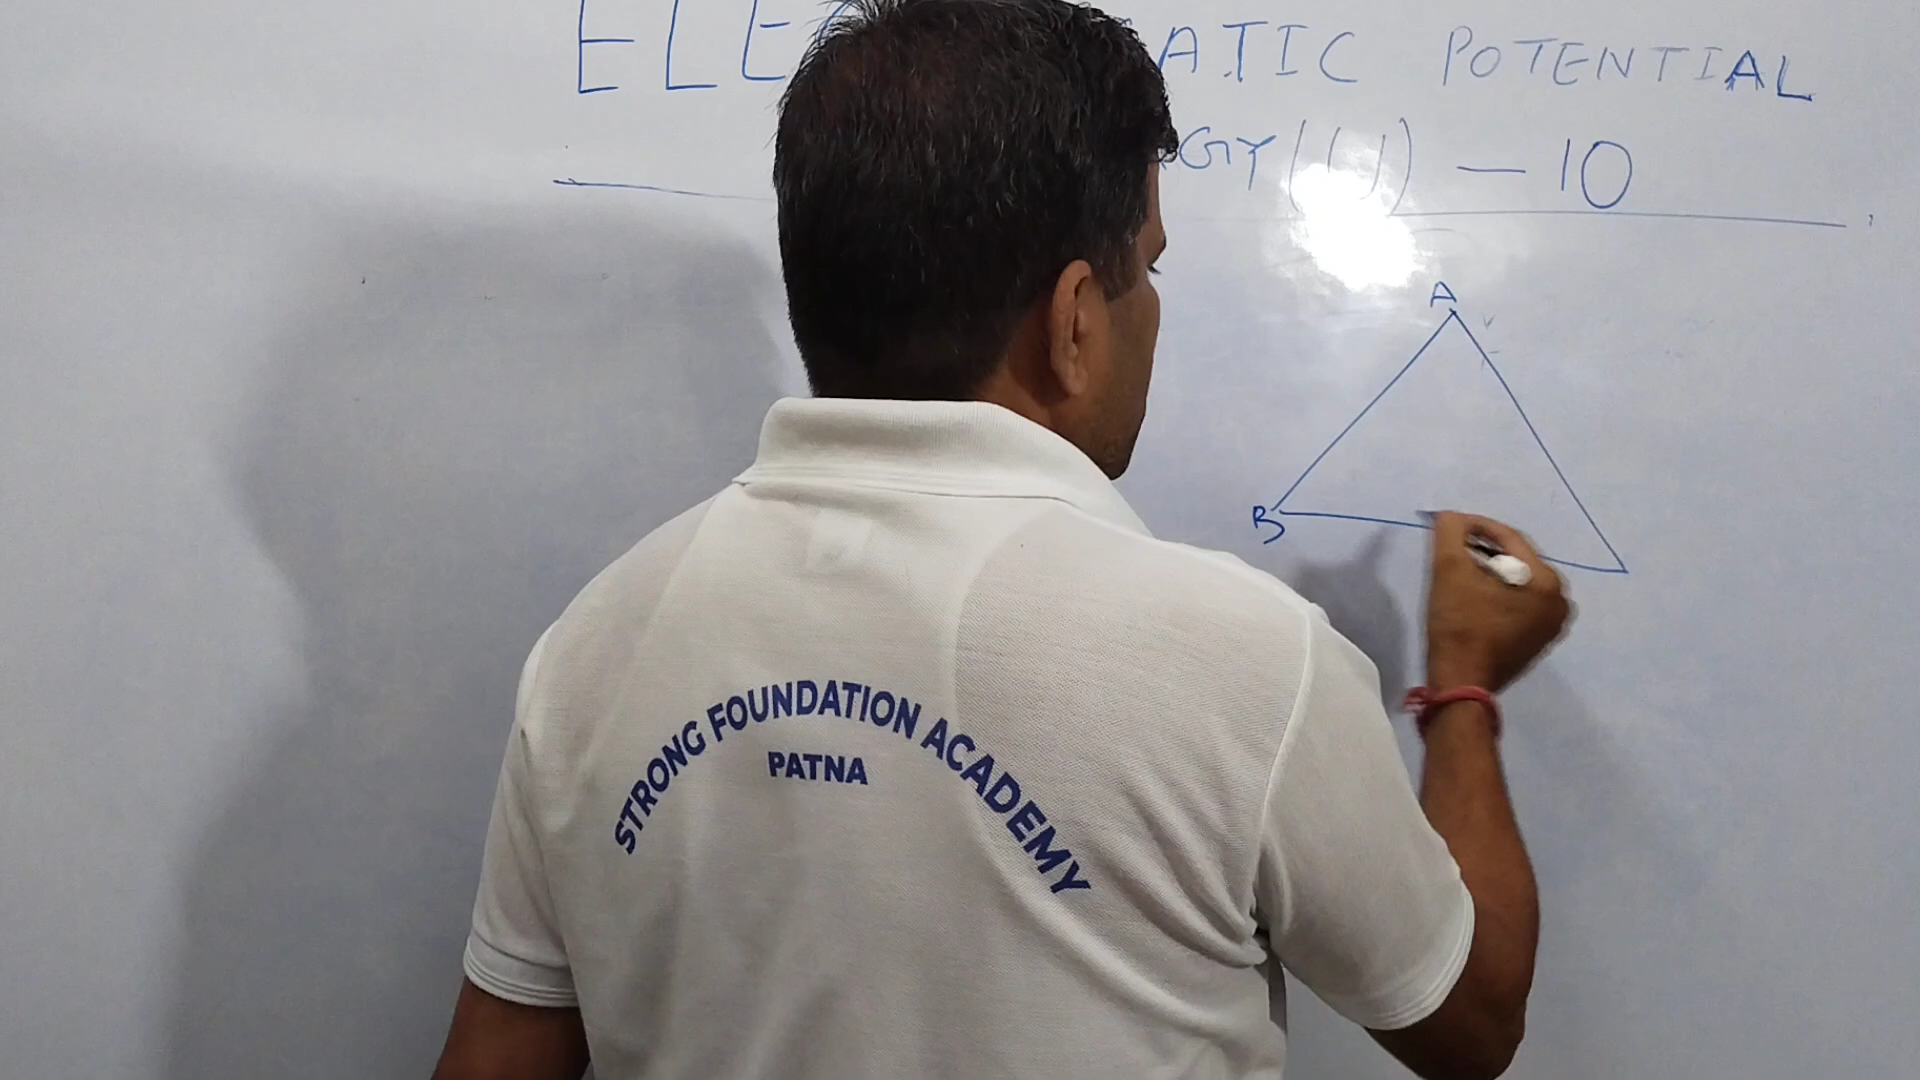 ELE ATIC POTENTIAL
GY(U) - 10
A
B
STRONG FOUNDATION ACADEMY
PATNA